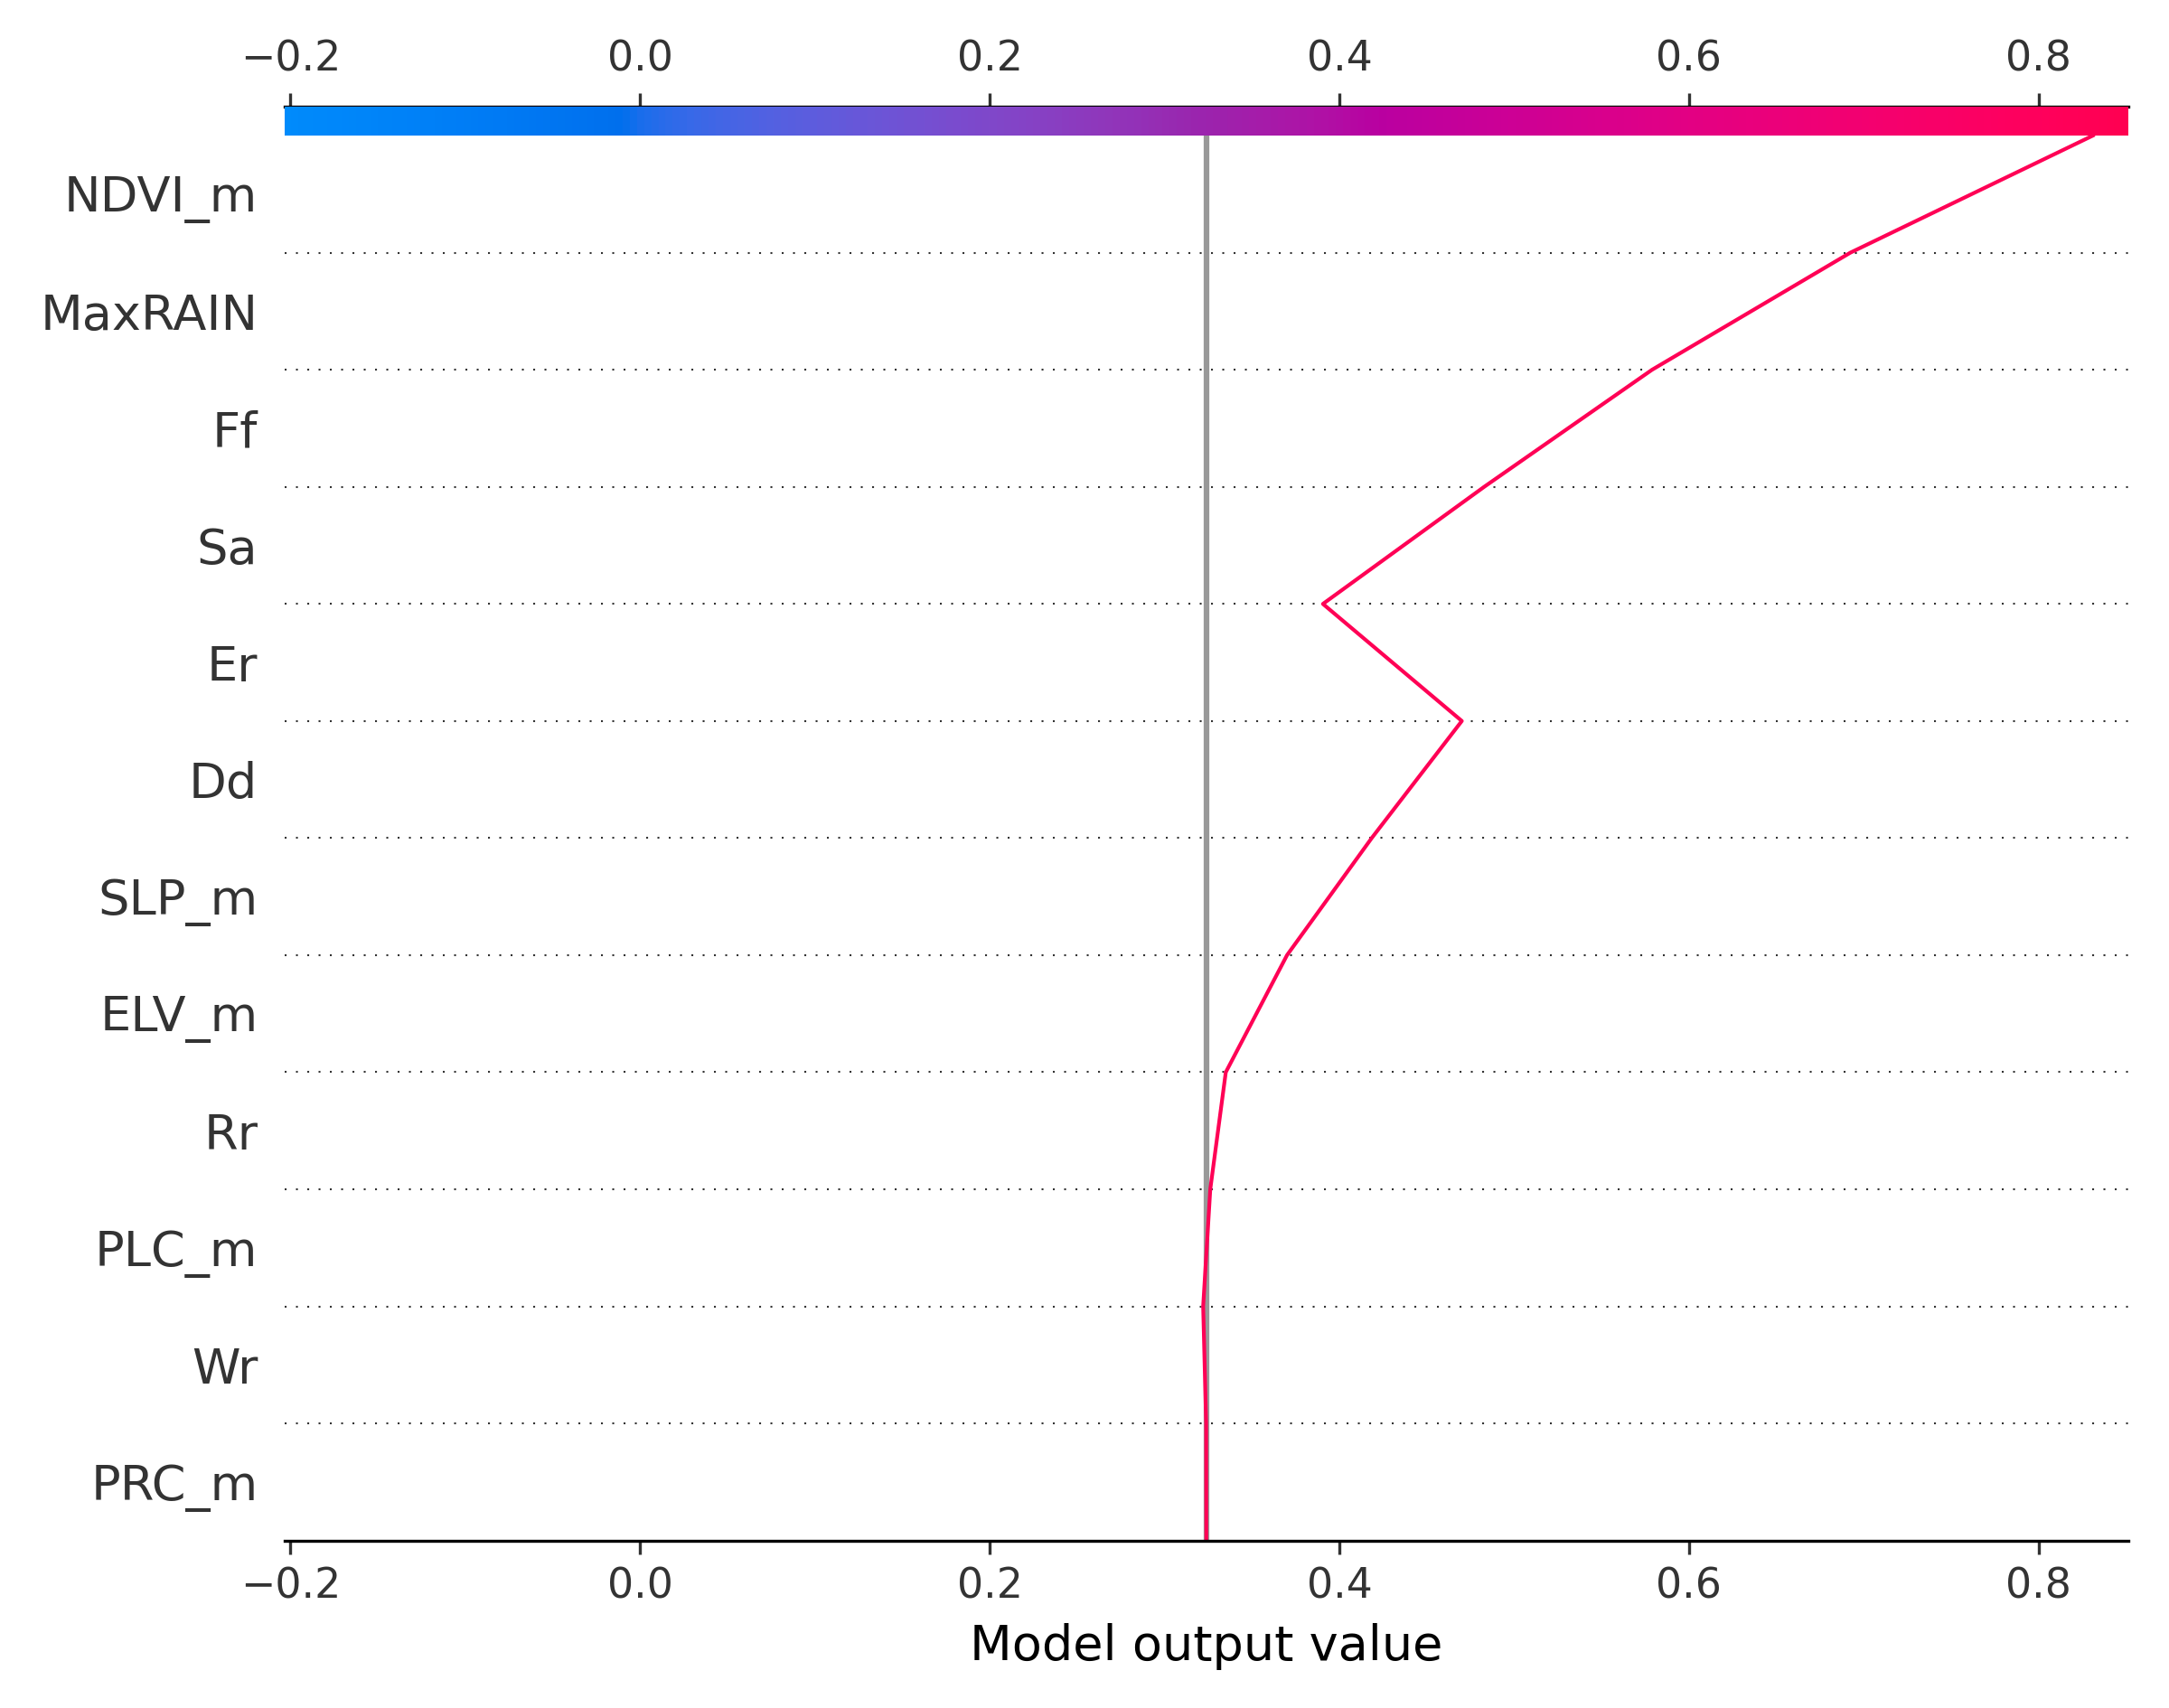 −0.2 0.0 0.2 0.4 0.6 0.8
NDVI_m
MaxRAIN
Ff
Sa
Er
Dd
SLP_m
ELV_m
Rr
PLC_m
Wr
PRC_m
−0.2 0.0 0.2 0.4 0.6 0.8
Model output value